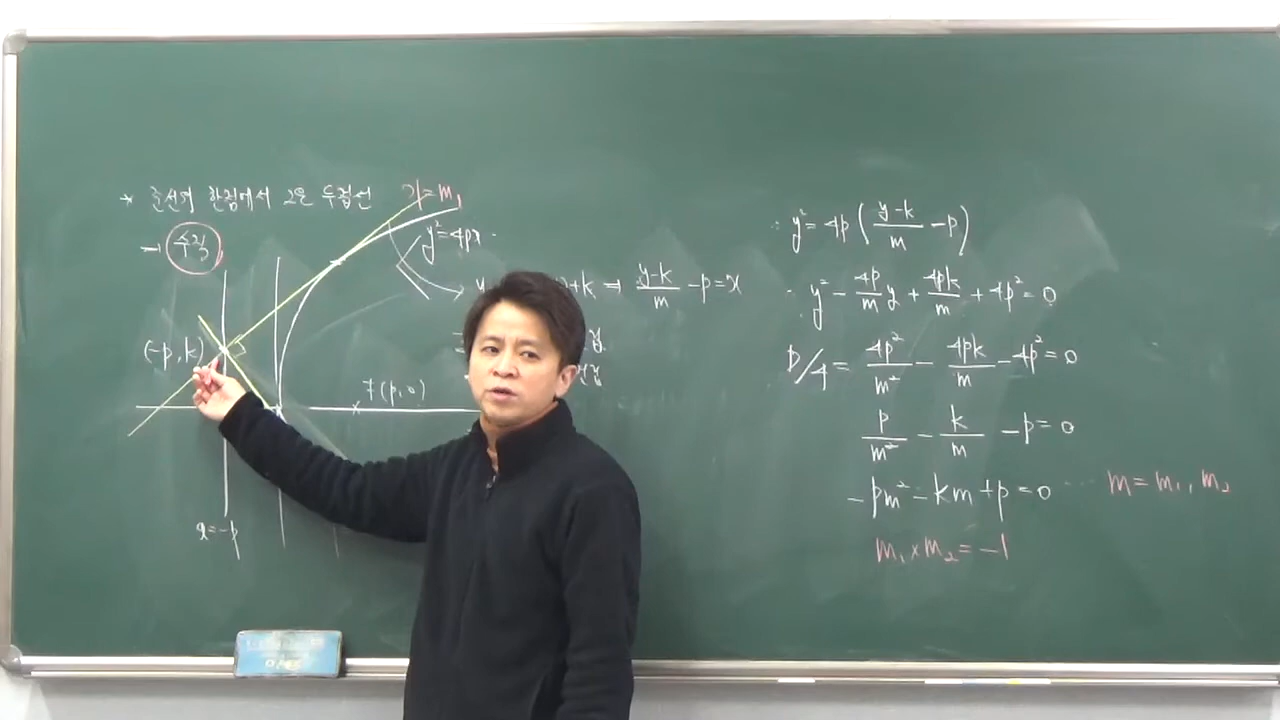 * 준선위 한점에서 그은 두접선
→ 수직
기=m₁
y²=4px
(-p,k)
F(p,0)
x=-p
+k ⇒ (y-k)/m -p=x
∴ y²=4p((y-k)/m -p)
y²-(4p/m)y+4pk/m+4p²=0
D/4=4p²/m²-4pk/m-4p²=0
p/m²-k/m-p=0
-pm²-km+p=0 ···· m=m₁,m₂
m₁×m₂=-1